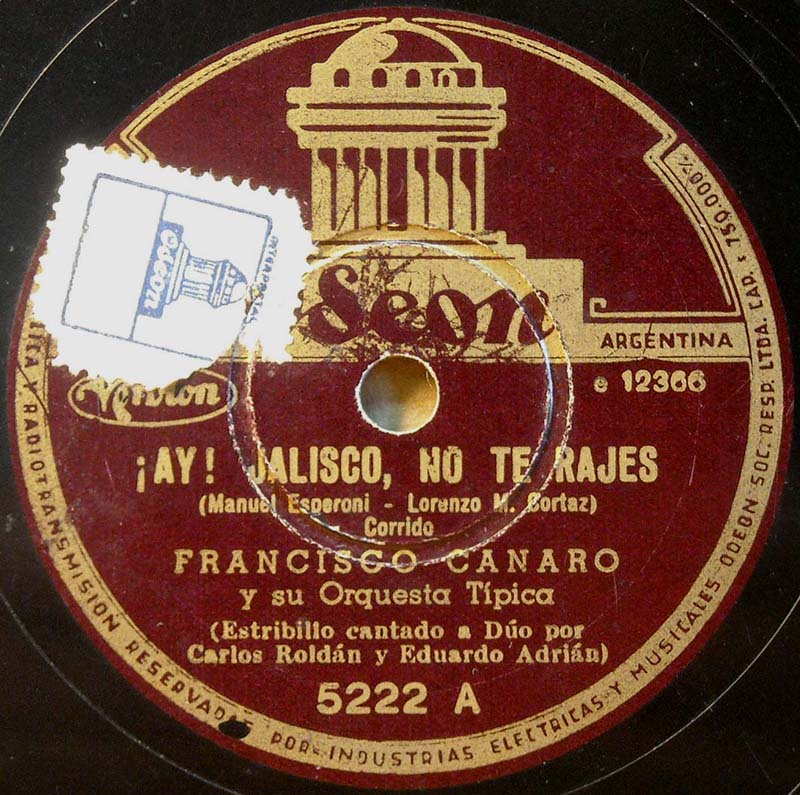 Odeon
ARGENTINA
Odeon
e 12366
¡AY! JALISCO, NO TE RAJES
(Manuel Esperoni - Lorenzo M. Cortaz)
Corrido
FRANCISCO CANARO
y su Orquesta Típica
(Estribillo cantado a Dúo por
Carlos Roldán y Eduardo Adrián)
5222 A
Y RADIOTRANSMISION RESERVADOS POR INDUSTRIAS ELECTRICAS Y MUSICALES ODEON SOC. RESP. LTDA. CAP.: $ 750.000 m/n